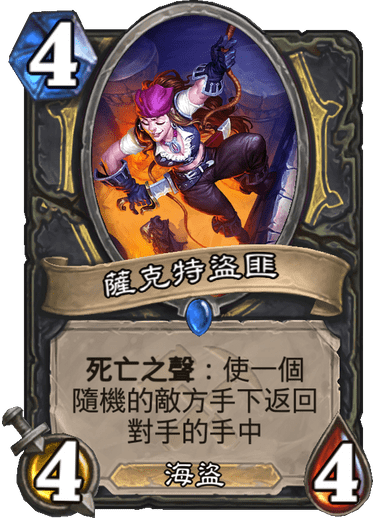 4
薩克特盜匪
死亡之聲：使一個
隨機的敵方手下返回
對手的手中
4
海盜
4